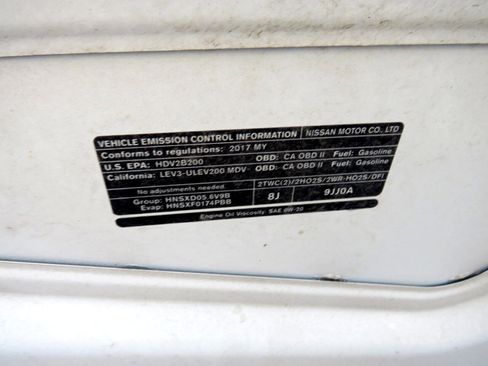 VEHICLE EMISSION CONTROL INFORMATION NISSAN MOTOR CO. LTD
Conforms to regulations: 2017 MY
U.S. EPA: HDV2B200 OBD: CA OBD II Fuel: Gasoline
California: LEV3-ULEV200 MDV- OBD: CA OBD II Fuel: Gasoline
No adjustments needed. 2TWC(2)/2HO2S/2WR-HO2S/DFI
Group: HNSXD05.6V9B 8J 9JJ0A
Evap: HNSXF0174PBB
Engine Oil Viscosity SAE 0W-20